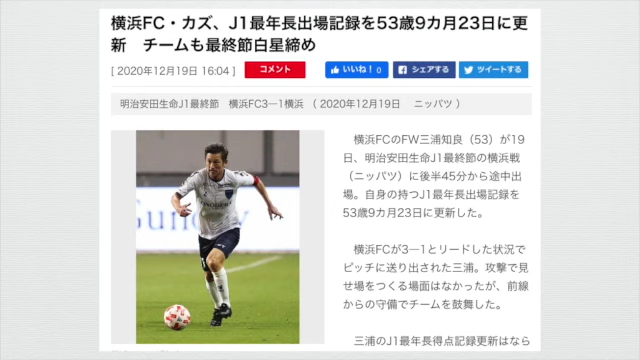 横浜FC・カズ、J1最年長出場記録を53歳9カ月23日に更
新　チームも最終節白星締め
[ 2020年12月19日 16:04 ]　コメント　いいね！ 0　シェアする　ツイートする
明治安田生命J1最終節　横浜FC3―1横浜　（ 2020年12月19日　ニッパツ ）
横浜FCのFW三浦知良（53）が19
日、明治安田生命J1最終節の横浜戦
（ニッパツ）に後半45分から途中出
場。自身の持つJ1最年長出場記録を
53歳9カ月23日に更新した。
横浜FCが3―1とリードした状況で
ピッチに送り出された三浦。攻撃で見
せ場をつくる場面はなかったが、前線
からの守備でチームを鼓舞した。
三浦のJ1最年長得点記録更新はなら